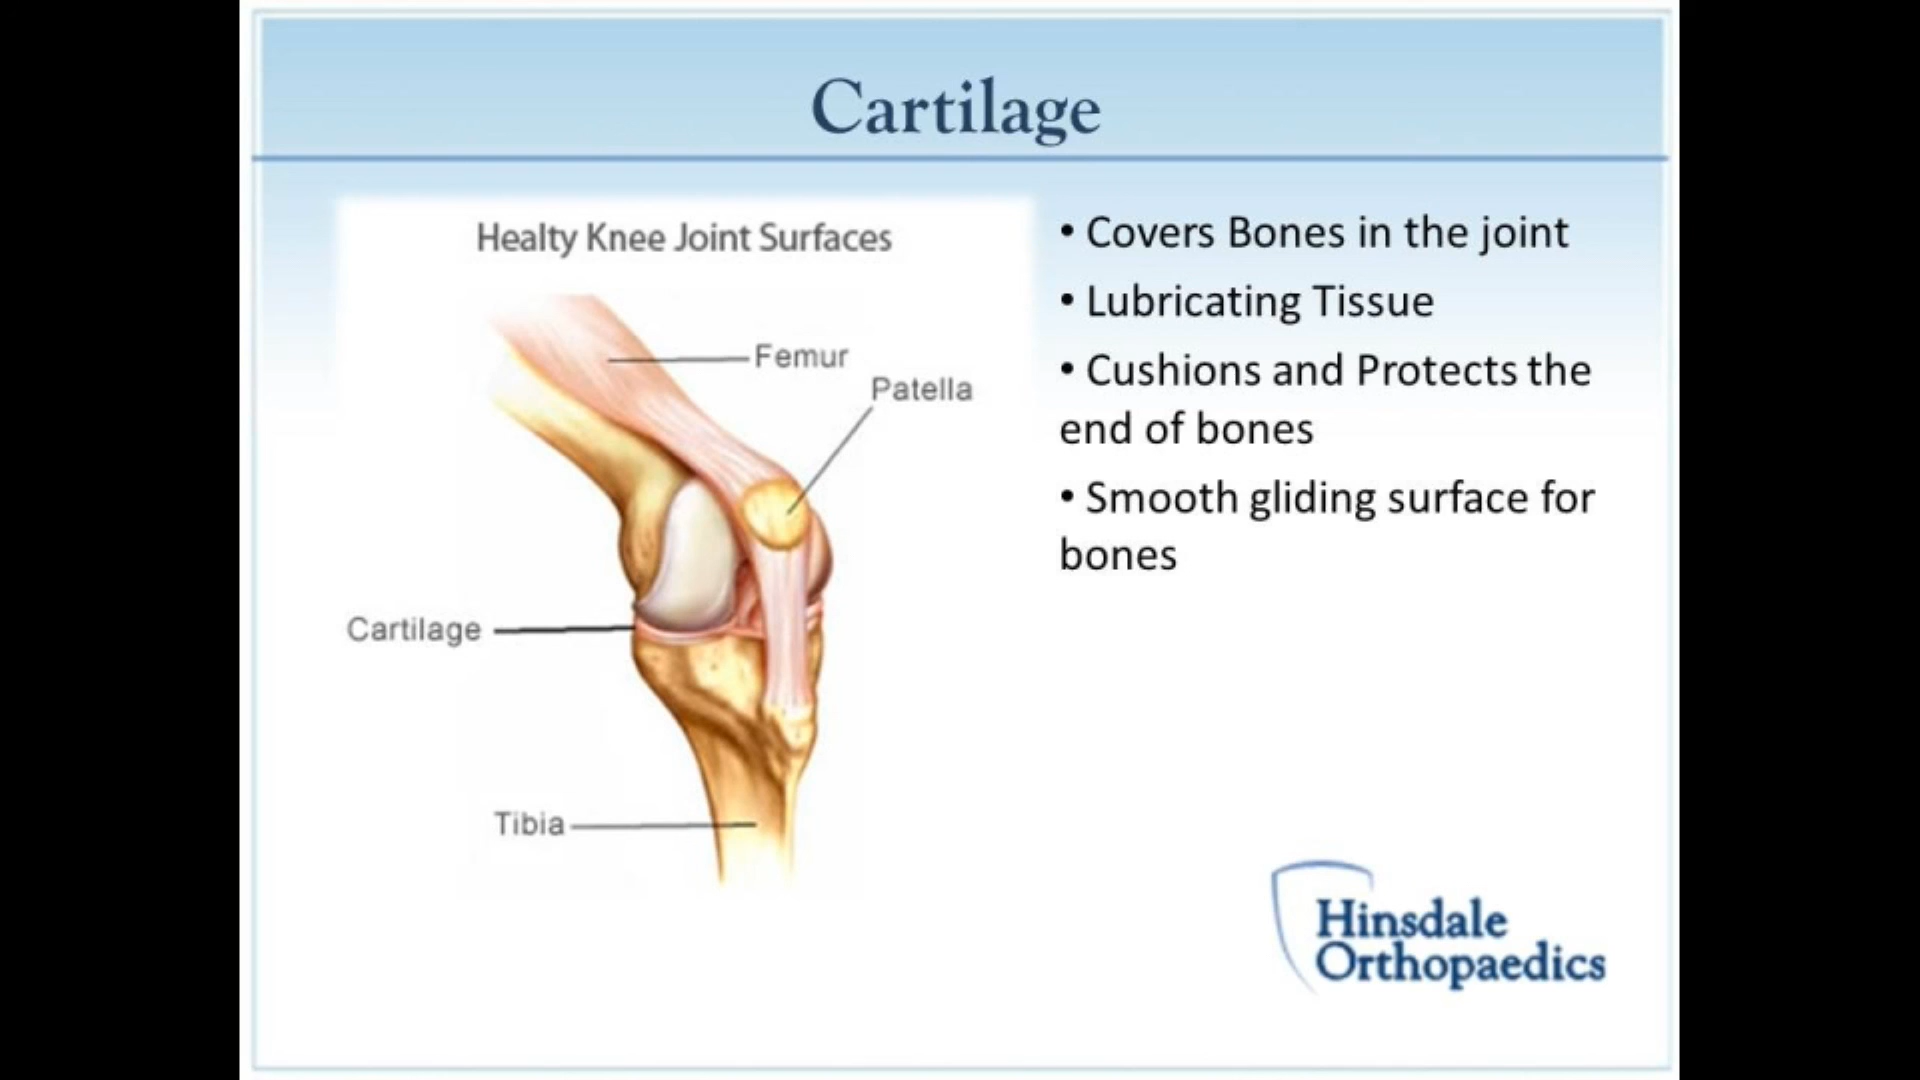 Cartilage
Healty Knee Joint Surfaces
Femur
Patella
Cartilage
Tibia
• Covers Bones in the joint
• Lubricating Tissue
• Cushions and Protects the
end of bones
• Smooth gliding surface for
bones
Hinsdale
Orthopaedics